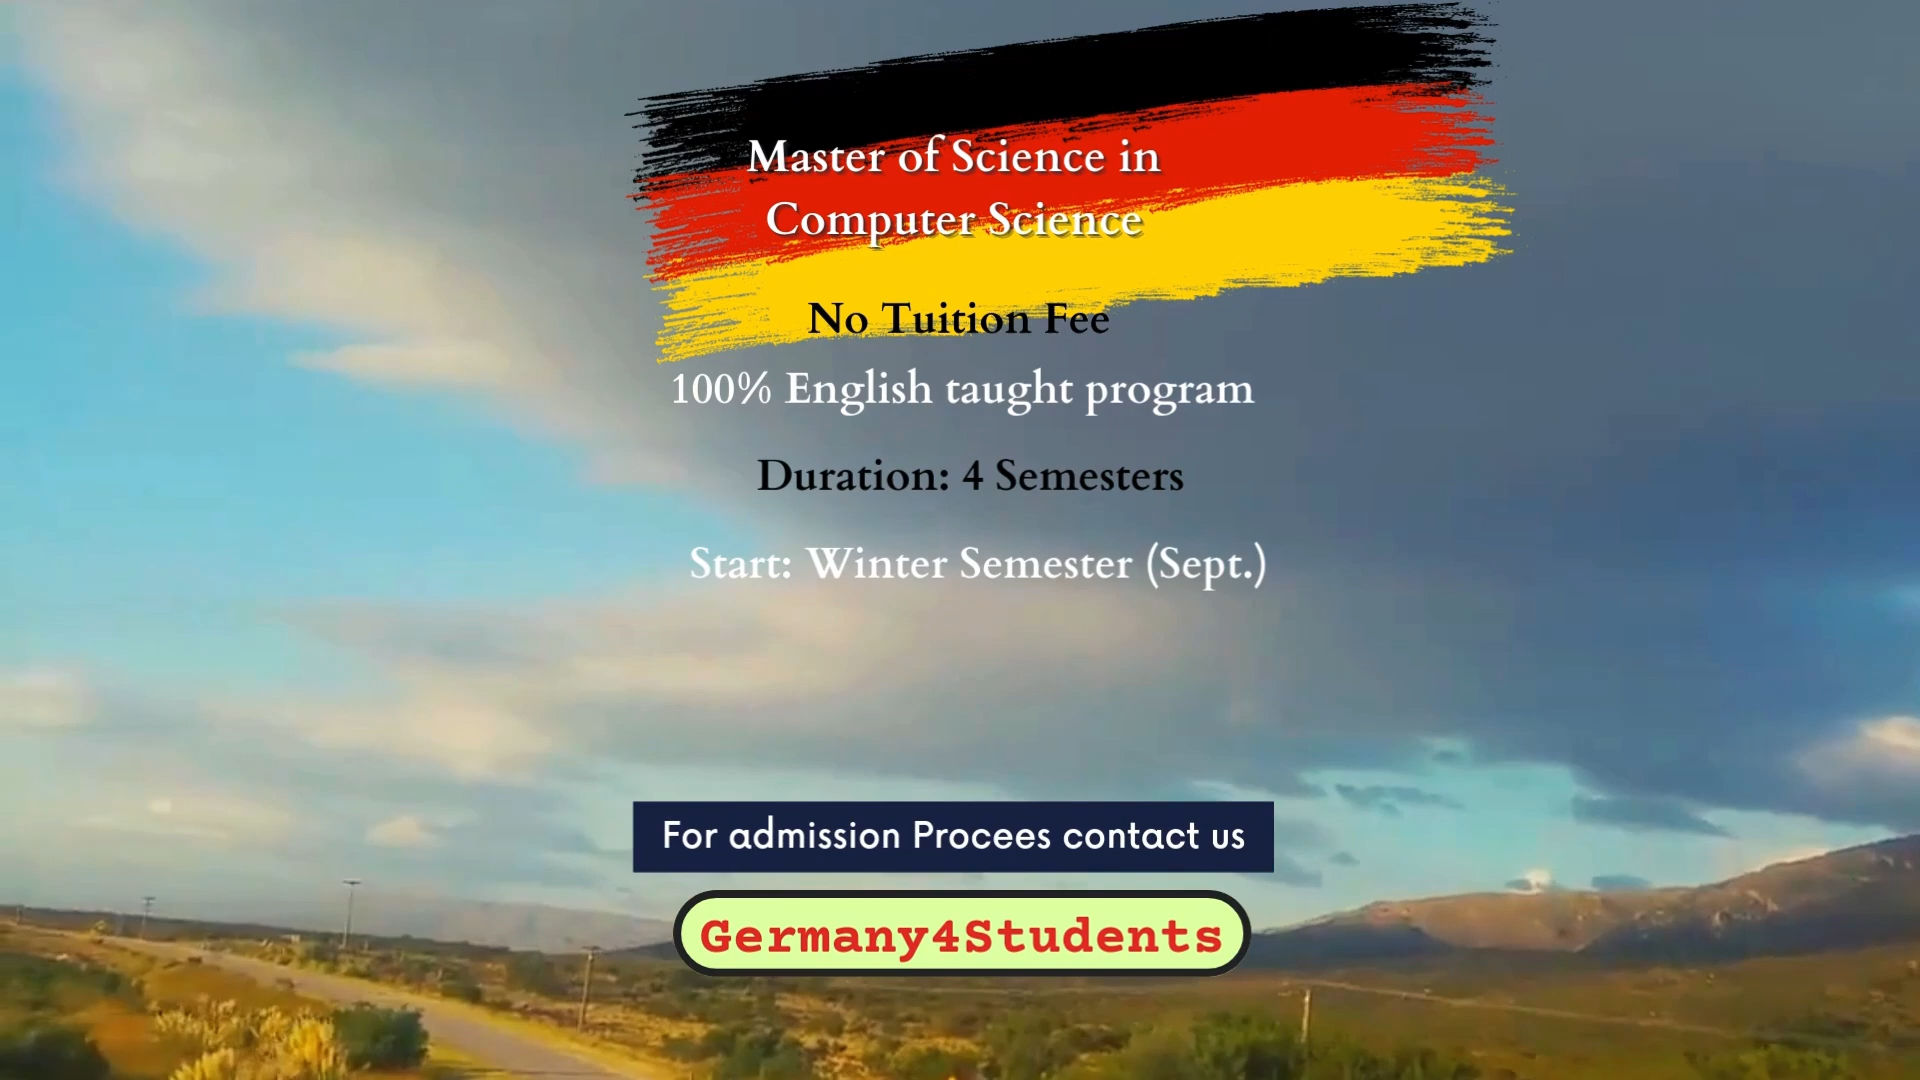 Master of Science in
Computer Science
No Tuition Fee
100% English taught program
Duration: 4 Semesters
Start: Winter Semester (Sept.)
For admission Procees contact us
Germany4Students